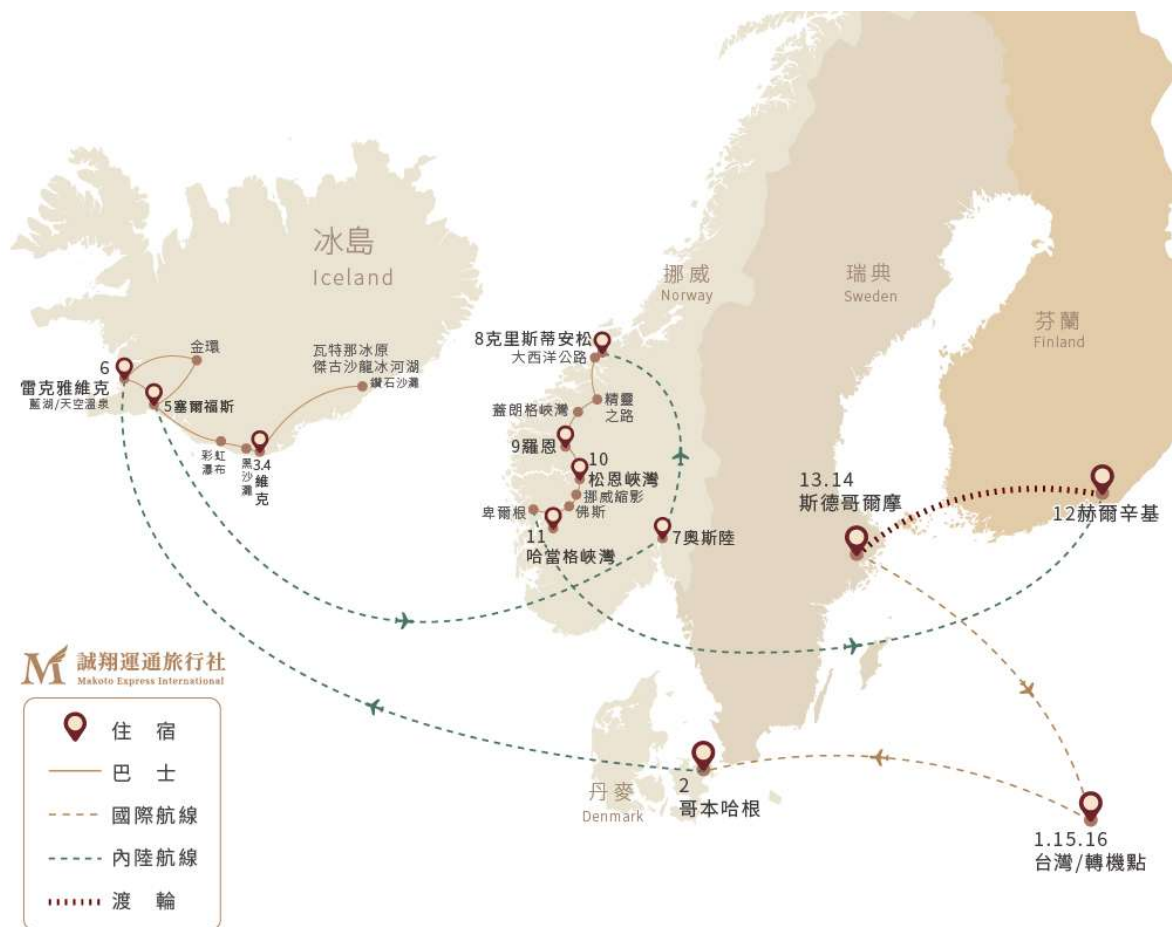 冰島
Iceland
挪威
Norway
瑞典
Sweden
芬蘭
Finland
丹麥
Denmark
6
雷克雅維克
藍湖/天空溫泉
金環
5塞爾福斯
彩虹
瀑布
黑沙灘
3.4
維克
瓦特那冰原
傑古沙龍冰河湖
鑽石沙灘
8克里斯蒂安松
大西洋公路
精靈
之路
蓋朗格峽灣
9羅恩
10
松恩峽灣
挪威縮影
佛斯
卑爾根
11
哈當格峽灣
7奧斯陸
13.14
斯德哥爾摩
12赫爾辛基
2
哥本哈根
1.15.16
台灣/轉機點
M 誠翔運通旅行社
Makoto Express International
住 宿
巴 士
國際航線
內陸航線
渡 輪